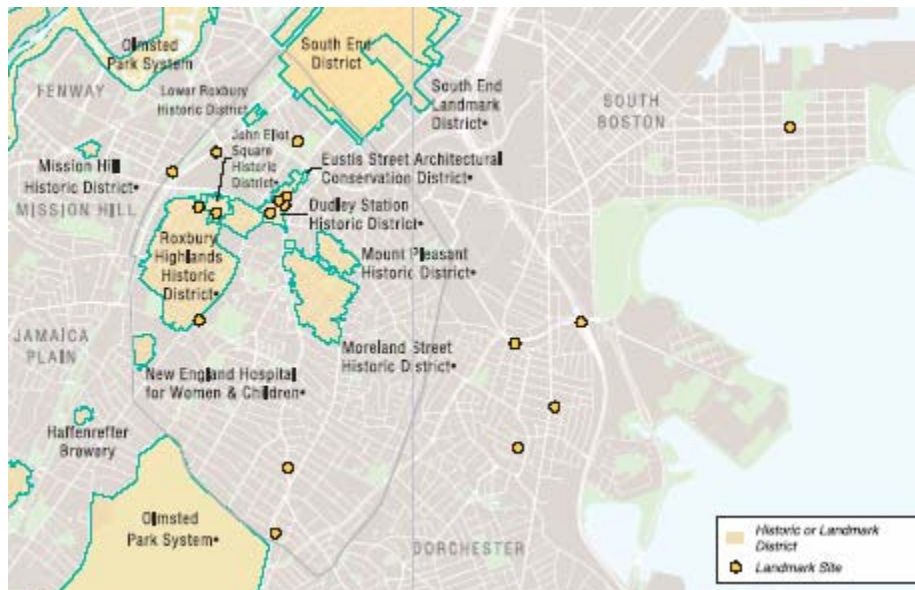 Olmsted
Park System
South End
District
FENWAY
Lower Roxbury
Historic District•
South End
Landmark
District•
SOUTH
BOSTON
John Eliot
Square
Historic
District•
Mission Hill
Historic District•
MISSION HILL
Eustis Street Architectural
Conservation District•
Dudley Station
Historic District•
Roxbury
Highlands
Historic
District•
Mount Pleasant
Historic District•
JAMAICA
PLAIN
Moreland Street
Historic District•
New England Hospital
for Women & Children•
Haffenreffer
Brewery
Olmsted
Park System•
DORCHESTER
Historic or Landmark
District
Landmark Site